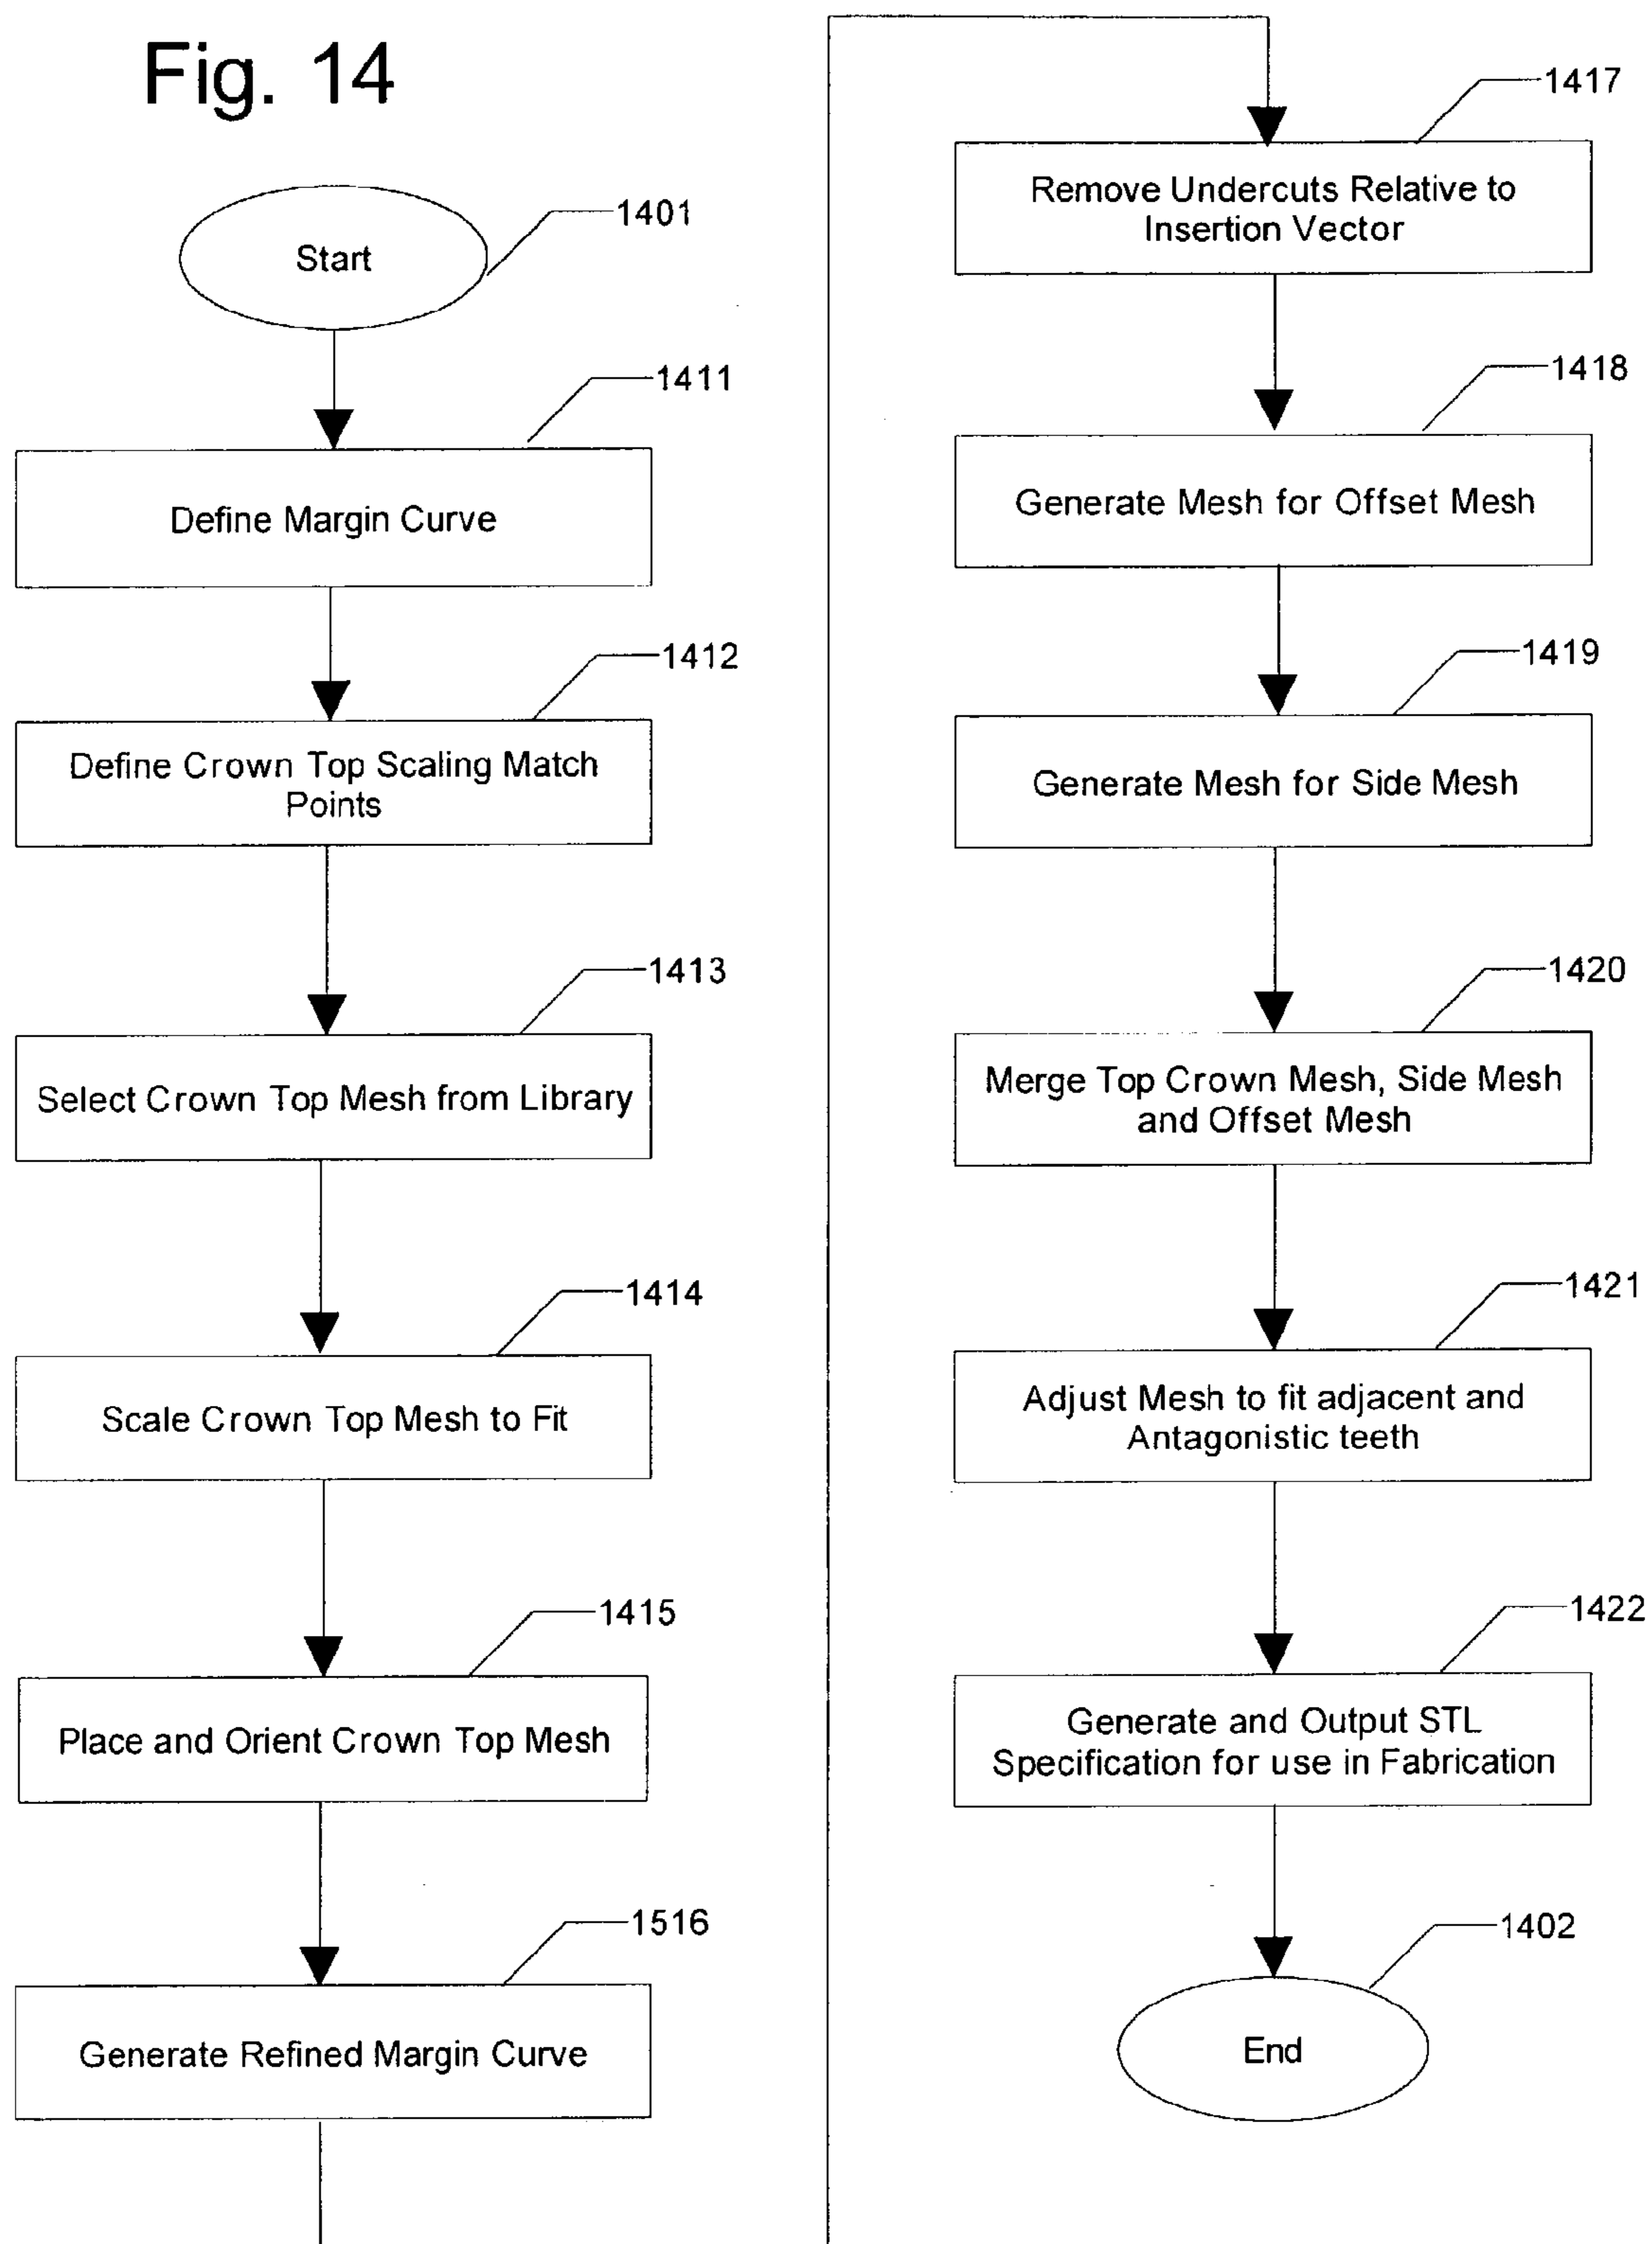 Fig. 14
Start
1401
1411
Define Margin Curve
1412
Define Crown Top Scaling Match
Points
1413
Select Crown Top Mesh from Library
1414
Scale Crown Top Mesh to Fit
1415
Place and Orient Crown Top Mesh
1516
Generate Refined Margin Curve
1417
Remove Undercuts Relative to
Insertion Vector
1418
Generate Mesh for Offset Mesh
1419
Generate Mesh for Side Mesh
1420
Merge Top Crown Mesh, Side Mesh
and Offset Mesh
1421
Adjust Mesh to fit adjacent and
Antagonistic teeth
1422
Generate and Output STL
Specification for use in Fabrication
1402
End